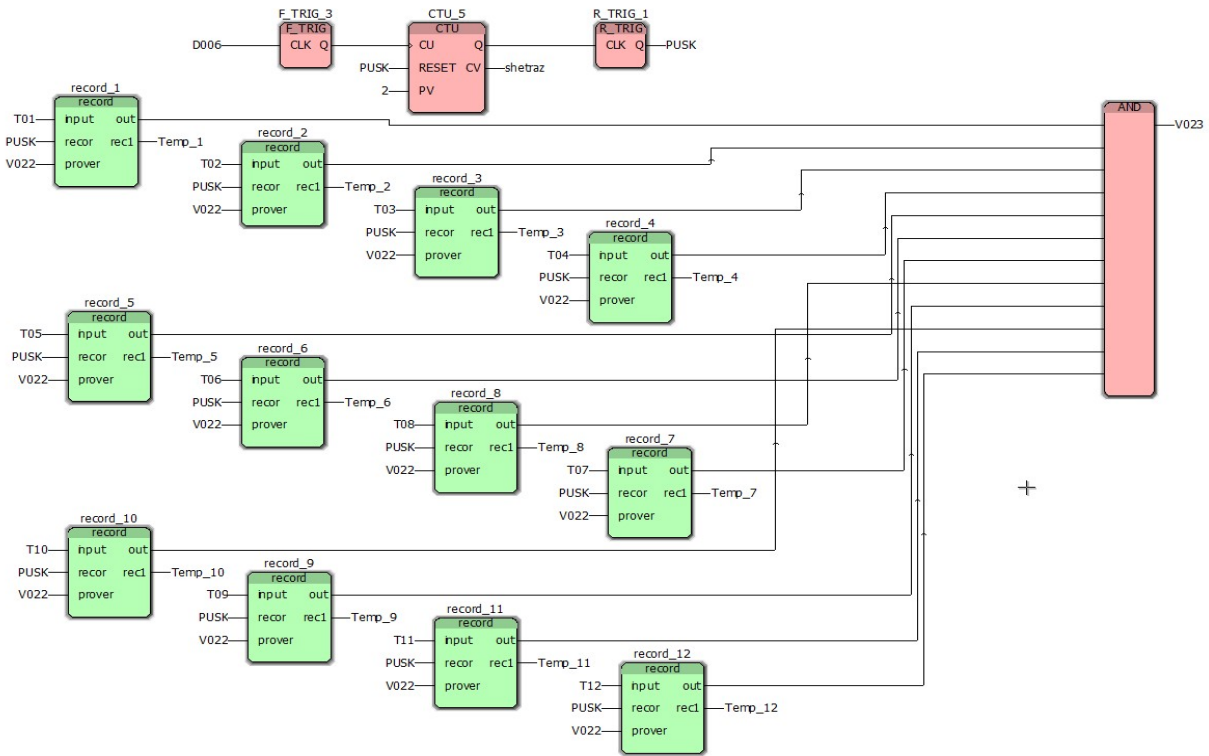 F_TRIG_3 CTU_5 R_TRIG_1
F_TRIG CTU R_TRIG
D006 CLK Q CU Q CLK Q PUSK
PUSK RESET CV shetraz
2 PV
record_1
record
T01 input out
PUSK recor rec1 Temp_1
V022 prover
AND
V023
record_2
record
T02 input out
PUSK recor rec1 Temp_2
V022 prover
record_3
record
T03 input out
PUSK recor rec1 Temp_3
V022 prover
record_4
record
T04 input out
PUSK recor rec1 Temp_4
V022 prover
record_5
record
T05 input out
PUSK recor rec1 Temp_5
V022 prover
record_6
record
T06 input out
PUSK recor rec1 Temp_6
V022 prover
record_8
record
T08 input out
PUSK recor rec1 Temp_8
V022 prover
record_7
record
T07 input out
PUSK recor rec1 Temp_7
V022 prover
record_10
record
T10 input out
PUSK recor rec1 Temp_10
V022 prover
record_9
record
T09 input out
PUSK recor rec1 Temp_9
V022 prover
record_11
record
T11 input out
PUSK recor rec1 Temp_11
V022 prover
record_12
record
T12 input out
PUSK recor rec1 Temp_12
V022 prover